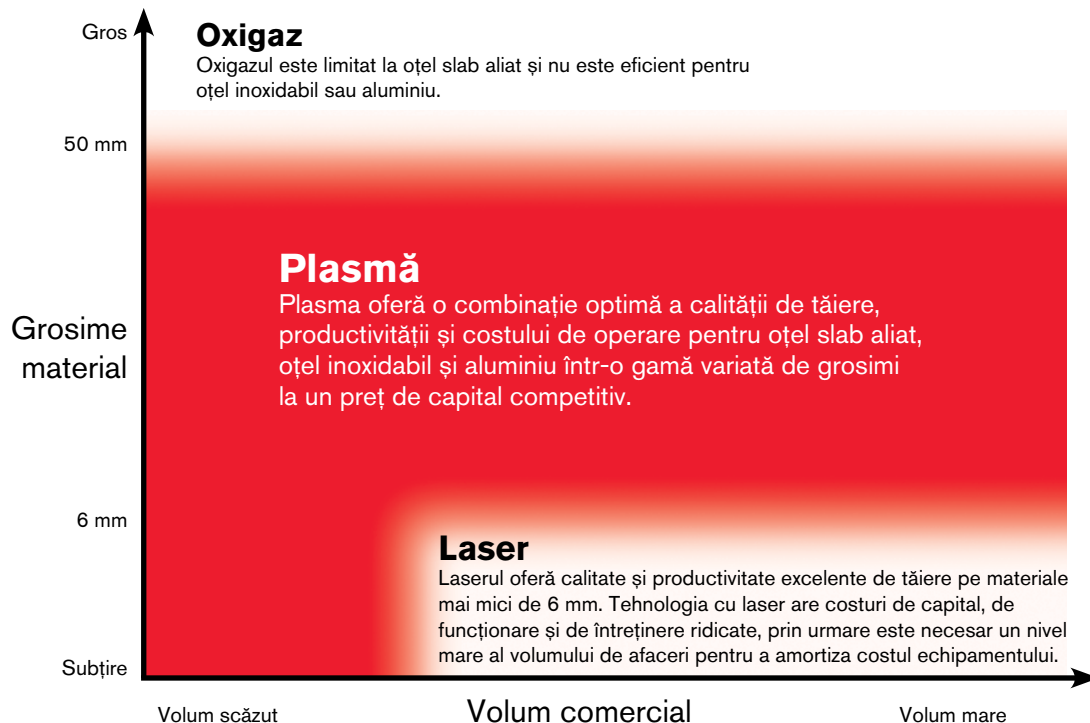 Gros
Oxigaz
Oxigazul este limitat la oțel slab aliat și nu este eficient pentru
oțel inoxidabil sau aluminiu.
50 mm
Plasmă
Plasma oferă o combinație optimă a calității de tăiere,
productivității și costului de operare pentru oțel slab aliat,
oțel inoxidabil și aluminiu într-o gamă variată de grosimi
la un preț de capital competitiv.
Grosime
material
6 mm
Laser
Laserul oferă calitate și productivitate excelente de tăiere pe materiale
mai mici de 6 mm. Tehnologia cu laser are costuri de capital, de
funcționare și de întreținere ridicate, prin urmare este necesar un nivel
mare al volumului de afaceri pentru a amortiza costul echipamentului.
Subțire
Volum scăzut
Volum comercial
Volum mare